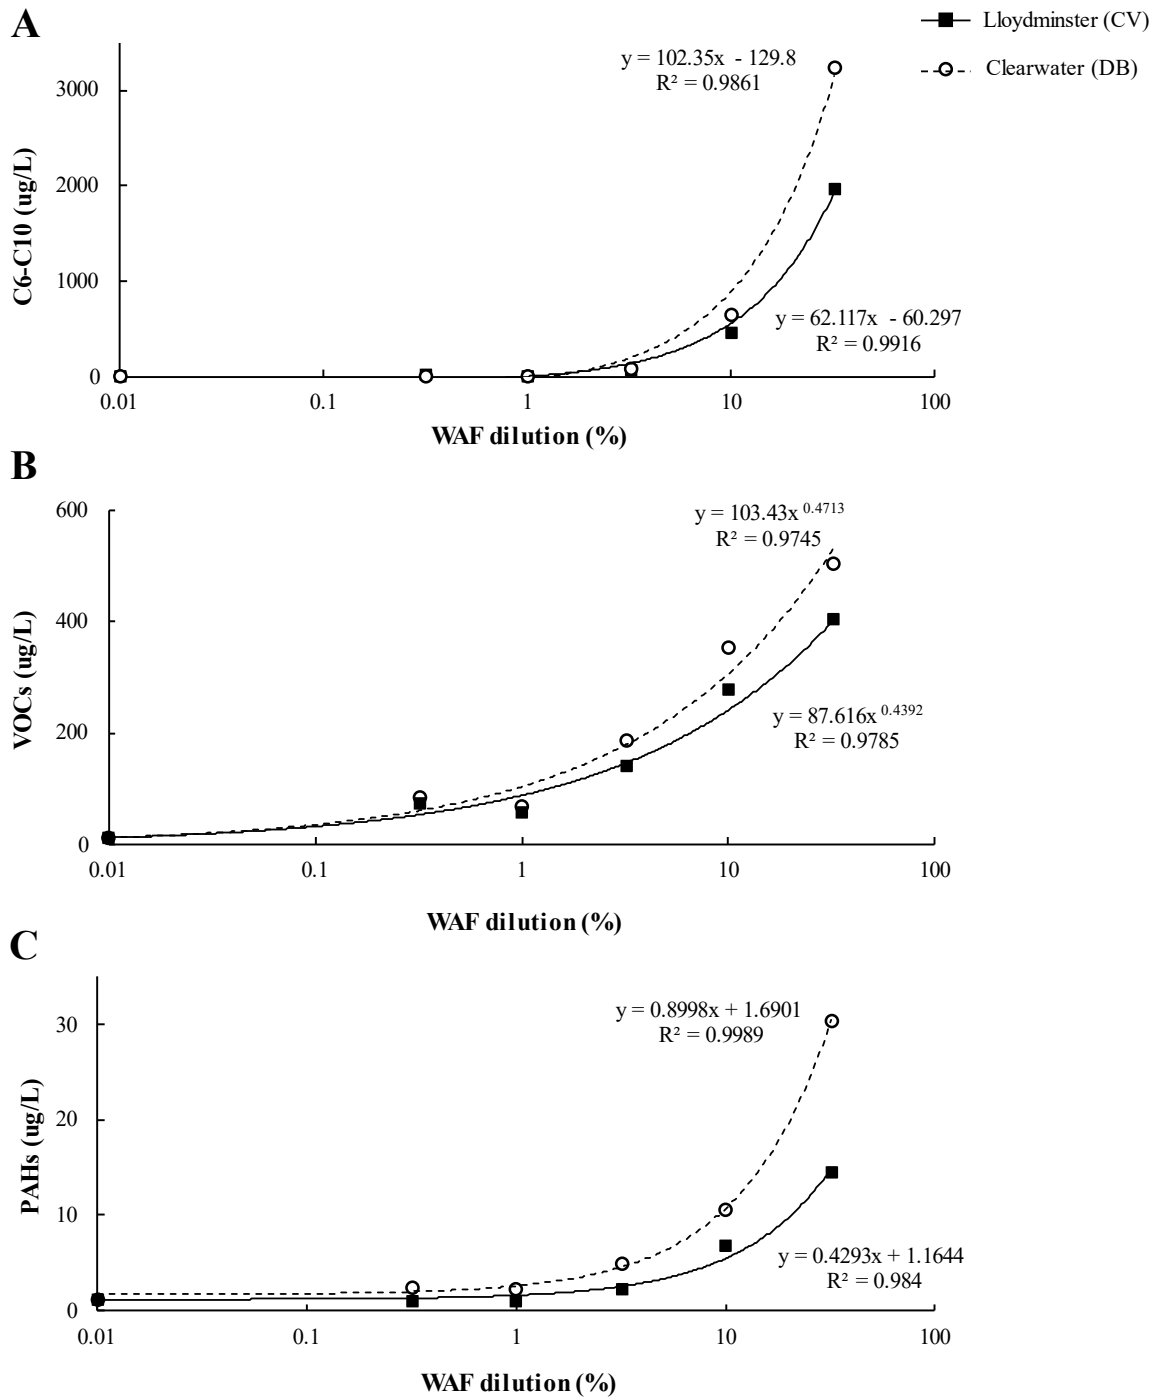 A
Lloydminster (CV)
Clearwater (DB)
y = 102.35x - 129.8
R² = 0.9861
3000
2000
1000
0
C6-C10 (ug/L)
y = 62.117x - 60.297
R² = 0.9916
0.01 0.1 1 10 100
WAF dilution (%)
B
y = 103.43x^0.4713
R² = 0.9745
600
400
200
0
VOCs (ug/L)
y = 87.616x^0.4392
R² = 0.9785
0.01 0.1 1 10 100
WAF dilution (%)
C
y = 0.8998x + 1.6901
R² = 0.9989
30
20
10
0
PAHs (ug/L)
y = 0.4293x + 1.1644
R² = 0.984
0.01 0.1 1 10 100
WAF dilution (%)